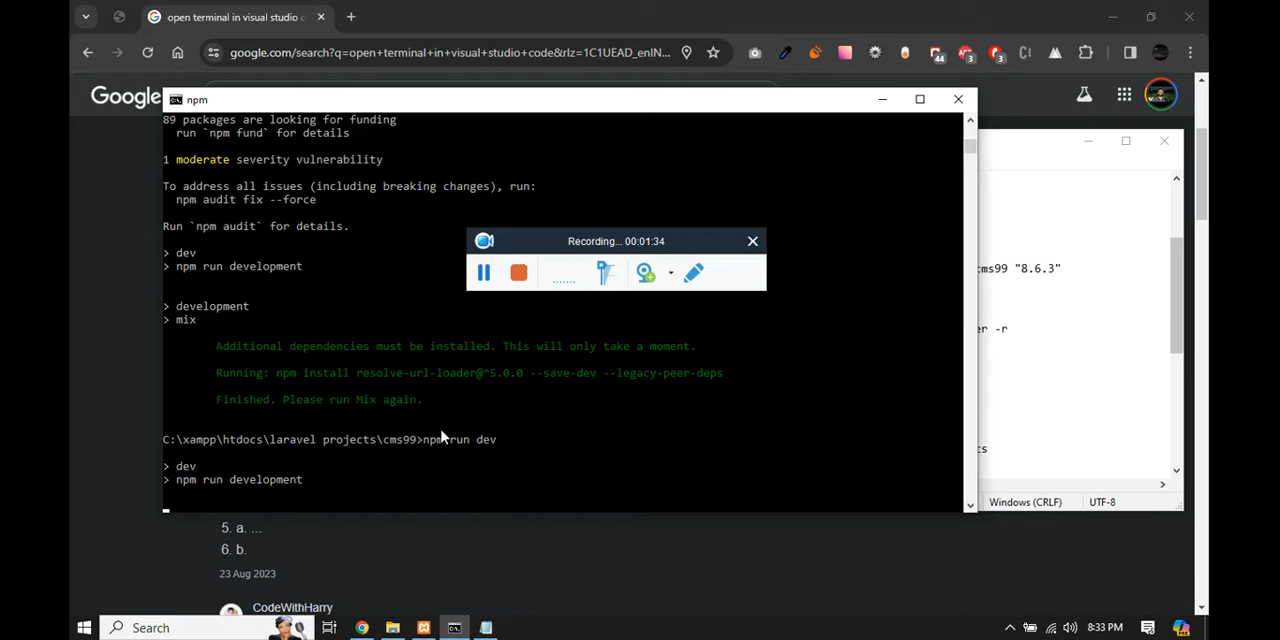 open terminal in visual studio c
google.com/search?q=open+terminal+in+visual+studio+code&rlz=1C1UEAD_enIN...
44
3
3
Google
npm
89 packages are looking for funding
run `npm fund` for details
1 moderate severity vulnerability
To address all issues (including breaking changes), run:
npm audit fix --force
Run `npm audit` for details.
> dev
> npm run development
Recording... 00:01:34
> development
> mix
Additional dependencies must be installed. This will only take a moment.
Running: npm install resolve-url-loader@^5.0.0 --save-dev --legacy-peer-deps
Finished. Please run Mix again.
C:\xampp\htdocs\laravel projects\cms99>npm run dev
> dev
> npm run development
cms99 "8.6.3"
er -r
ts
Windows (CRLF)
UTF-8
5. a. ...
6. b.
23 Aug 2023
CodeWithHarry
Search
8:33 PM